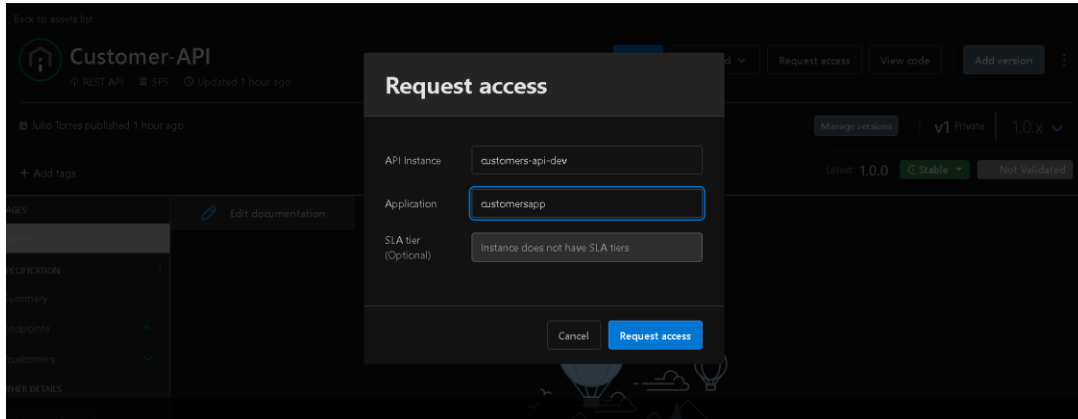 Back to assets list
Customer-API
REST API SPS Updated 1 hour ago
Request access View code Add version
Julio Torres published 1 hour ago
Manage versions v1 Private 1.0.x
+ Add tags
Latest 1.0.0 Stable Not Validated
Edit documentation
Request access
API Instance customers-api-dev
Application customersapp
SLA tier
(Optional)
Instance does not have SLA tiers
Cancel Request access